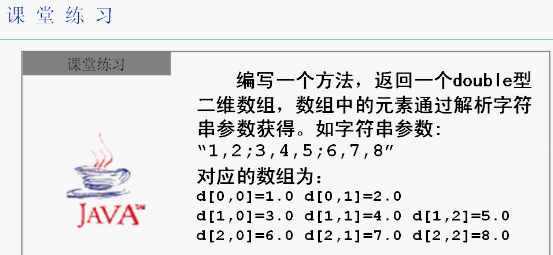 课 堂 练 习
课堂练习
编写一个方法，返回一个double型
二维数组，数组中的元素通过解析字符
串参数获得。如字符串参数:
“1,2;3,4,5;6,7,8”
对应的数组为：
d[0,0]=1.0 d[0,1]=2.0
d[1,0]=3.0 d[1,1]=4.0 d[1,2]=5.0
d[2,0]=6.0 d[2,1]=7.0 d[2,2]=8.0
JAVA™